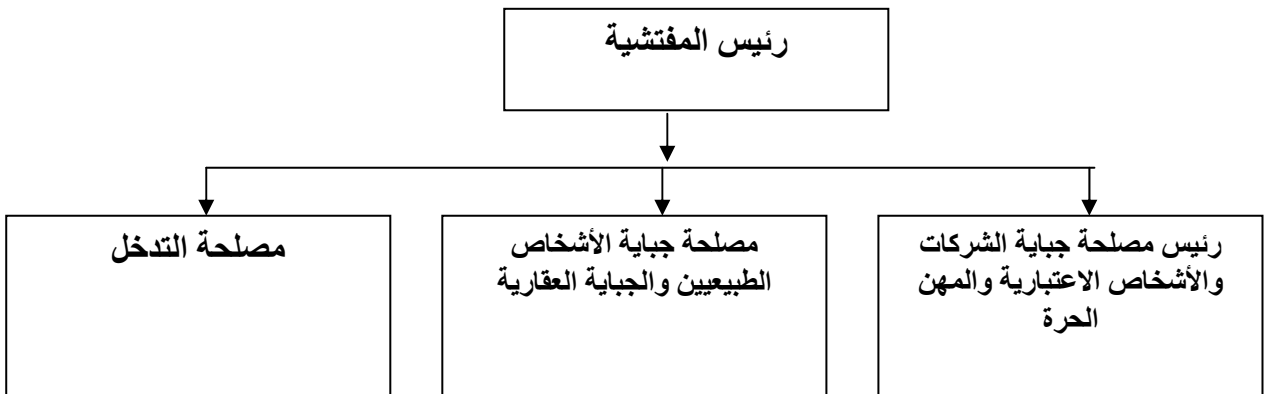 رئيس المفتشية
رئيس مصلحة جباية الشركات
والأشخاص الاعتبارية والمهن
الحرة
مصلحة جباية الأشخاص
الطبيعيين والجباية العقارية
مصلحة التدخل